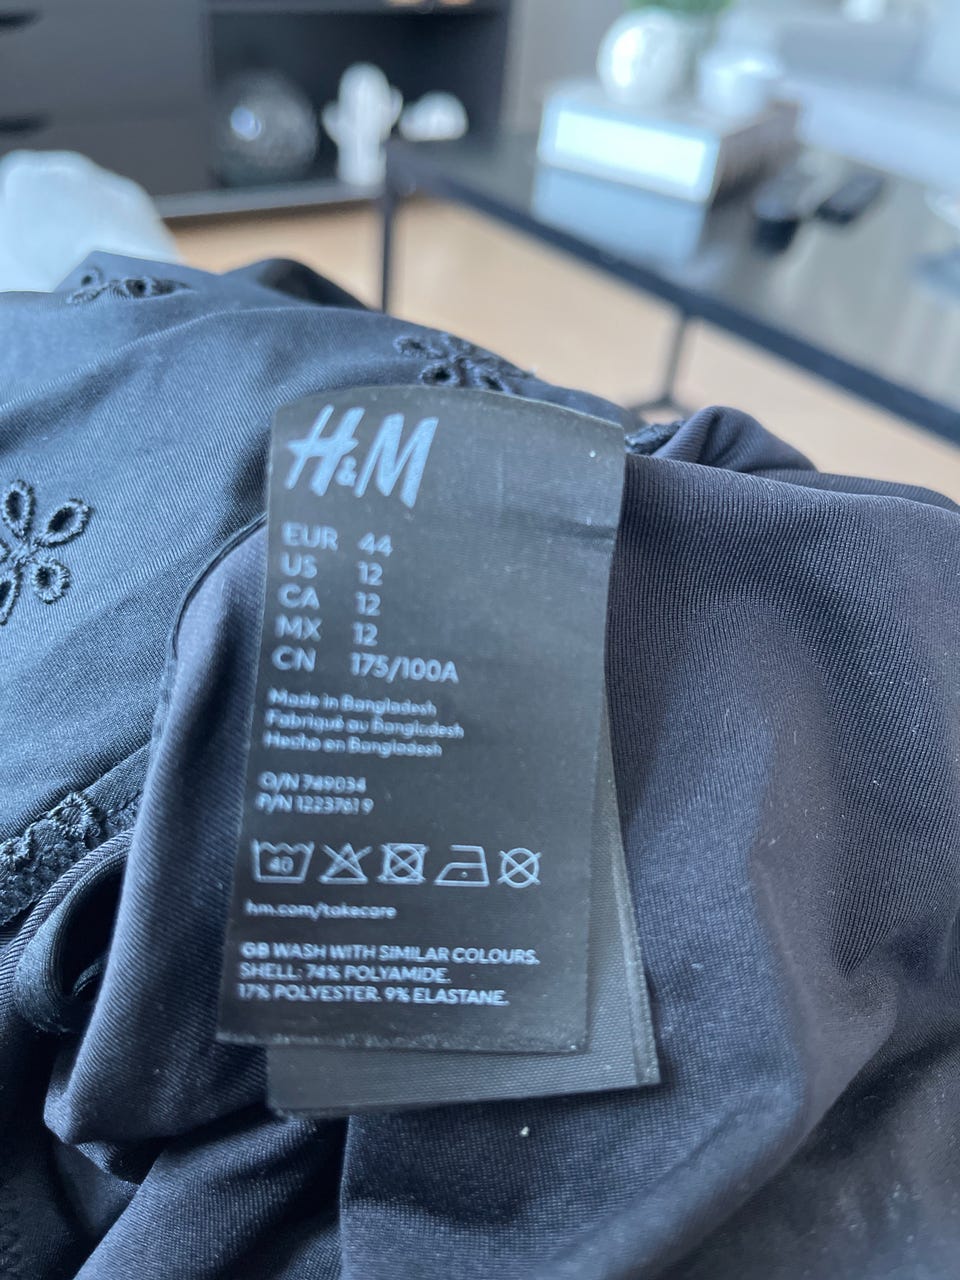 H&M
EUR 44
US 12
CA 12
MX 12
CN 175/100A
Made in Bangladesh
Fabriqué au Bangladesh
Hecho en Bangladesh
O/N 749034
P/N 12237619
40
hm.com/takecare
GB WASH WITH SIMILAR COLOURS.
SHELL: 74% POLYAMIDE.
17% POLYESTER. 9% ELASTANE.